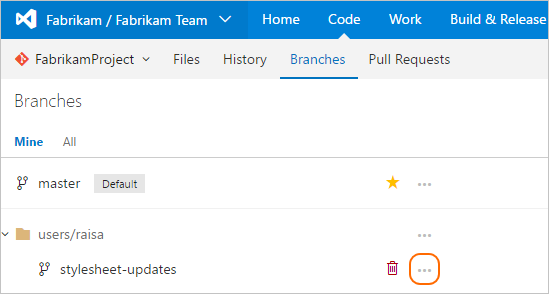 Fabrikam / Fabrikam Team Home Code Work Build & Release
FabrikamProject Files History Branches Pull Requests
Branches
Mine All
master Default
users/raisa
stylesheet-updates